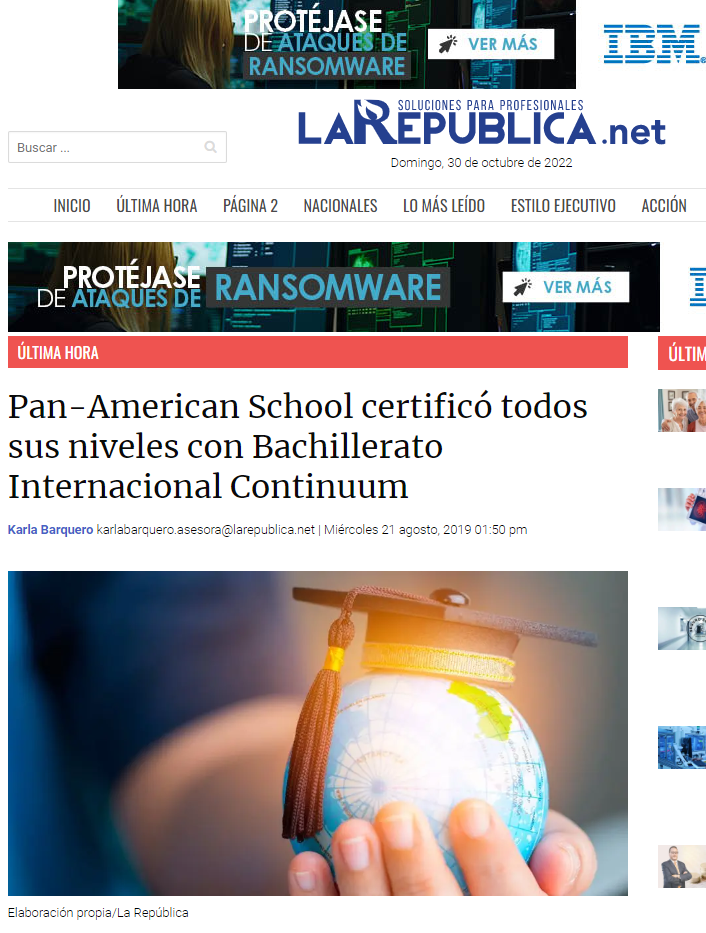 PROTÉJASE
DE ATAQUES DE
RANSOMWARE
VER MÁS
IBM®
Buscar ...
SOLUCIONES PARA PROFESIONALES
LAREPUBLICA.net
Domingo, 30 de octubre de 2022
INICIO ÚLTIMA HORA PÁGINA 2 NACIONALES LO MÁS LEÍDO ESTILO EJECUTIVO ACCIÓN
PROTÉJASE
DE ATAQUES DE RANSOMWARE
VER MÁS
ÚLTIMA HORA
ÚLTIM
Pan-American School certificó todos
sus niveles con Bachillerato
Internacional Continuum
Karla Barquero karlabarquero.asesora@larepublica.net | Miércoles 21 agosto, 2019 01:50 pm
Elaboración propia/La República